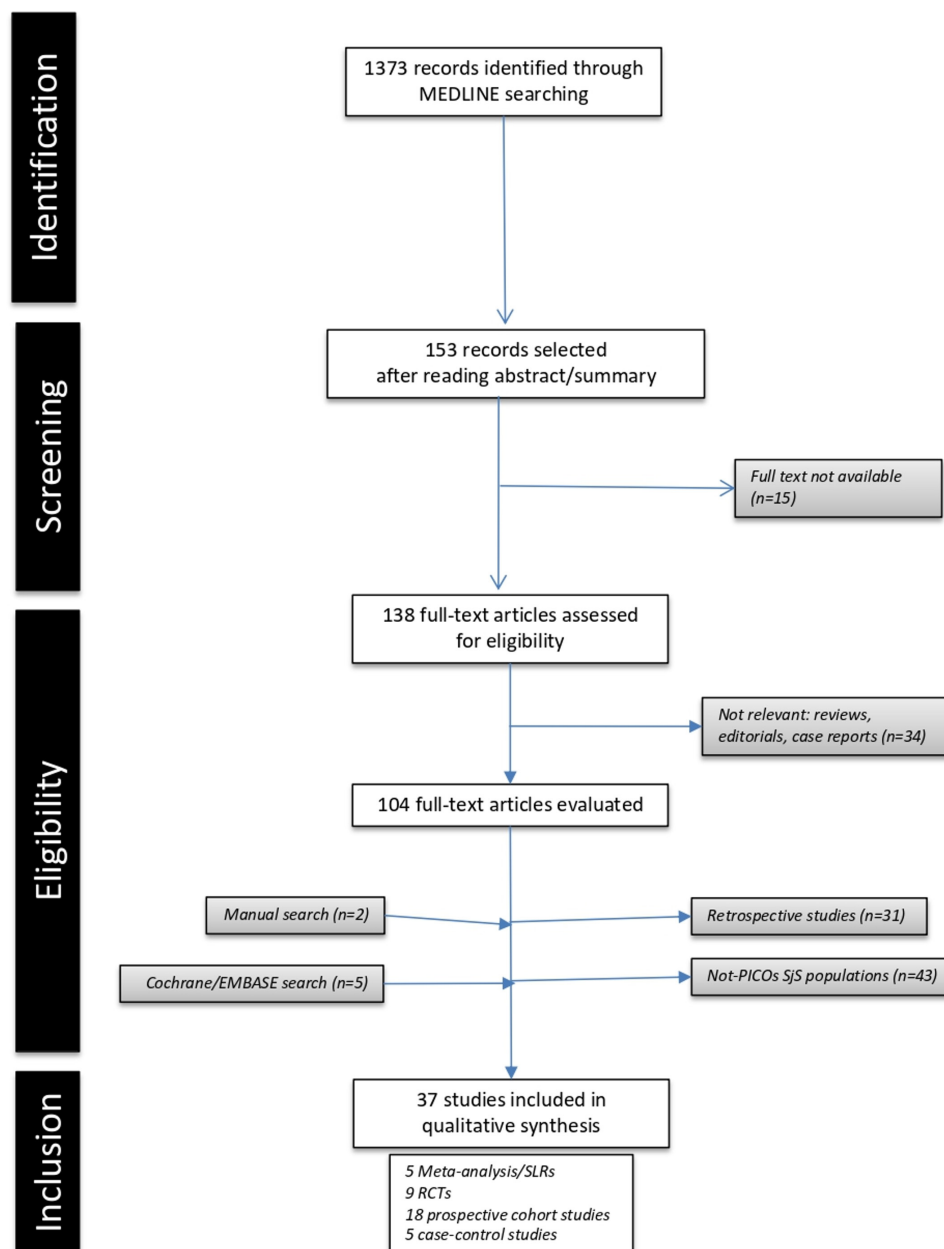 Identification
1373 records identified through
MEDLINE searching
Screening
153 records selected
after reading abstract/summary
Full text not available
(n=15)
Eligibility
138 full-text articles assessed
for eligibility
Not relevant: reviews,
editorials, case reports (n=34)
104 full-text articles evaluated
Manual search (n=2)
Retrospective studies (n=31)
Cochrane/EMBASE search (n=5)
Not-PICOs SjS populations (n=43)
Inclusion
37 studies included in
qualitative synthesis
5 Meta-analysis/SLRs
9 RCTs
18 prospective cohort studies
5 case-control studies